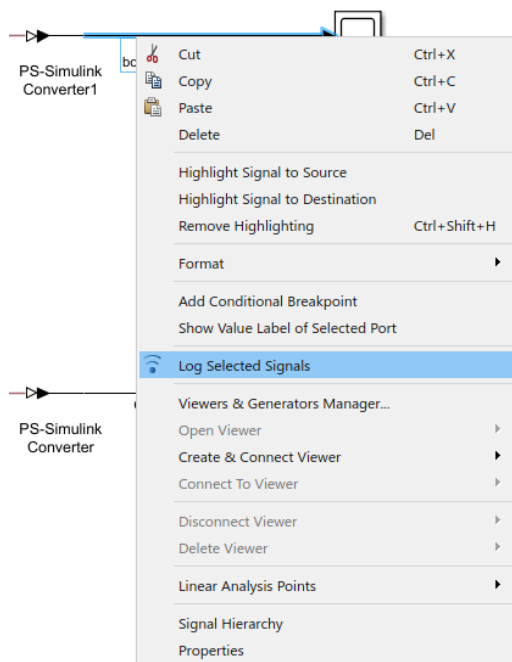 PS-Simulink
Converter1
Cut Ctrl+X
Copy Ctrl+C
Paste Ctrl+V
Delete Del
Highlight Signal to Source
Highlight Signal to Destination
Remove Highlighting Ctrl+Shift+H
Format
Add Conditional Breakpoint
Show Value Label of Selected Port
Log Selected Signals
PS-Simulink
Converter
Viewers & Generators Manager...
Open Viewer
Create & Connect Viewer
Connect To Viewer
Disconnect Viewer
Delete Viewer
Linear Analysis Points
Signal Hierarchy
Properties